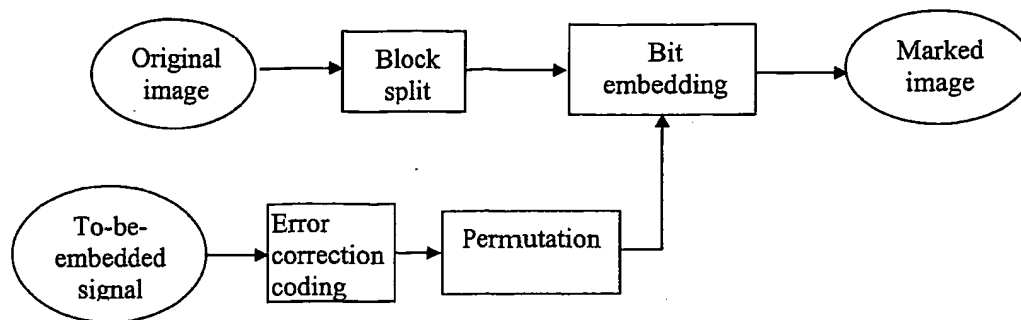 Original
image
Block
split
Bit
embedding
Marked
image
To-be-
embedded
signal
Error
correction
coding
Permutation